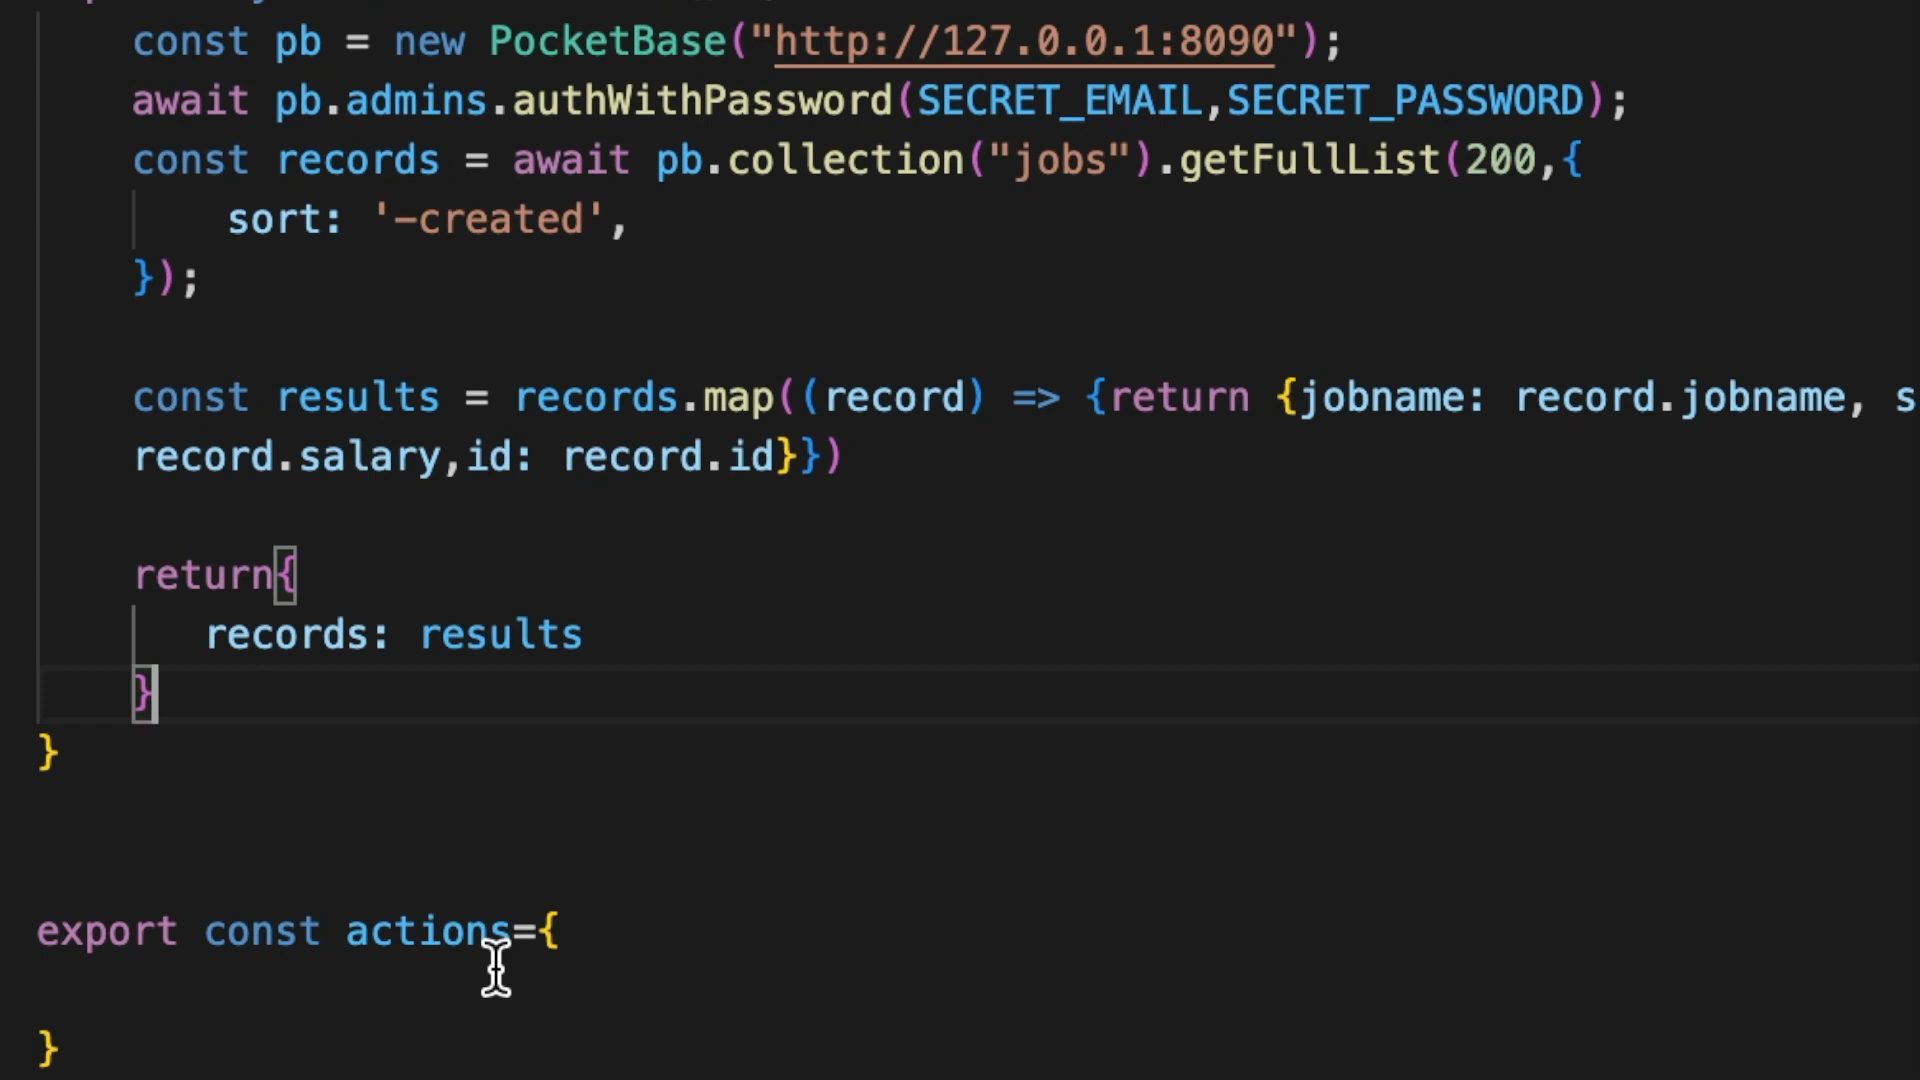 const pb = new PocketBase("http://127.0.0.1:8090");
await pb.admins.authWithPassword(SECRET_EMAIL,SECRET_PASSWORD);
const records = await pb.collection("jobs").getFullList(200,{
sort: '-created',
});
const results = records.map((record) => {return {jobname: record.jobname, s
record.salary,id: record.id}})
return{
records: results
}
}
export const actions={
}